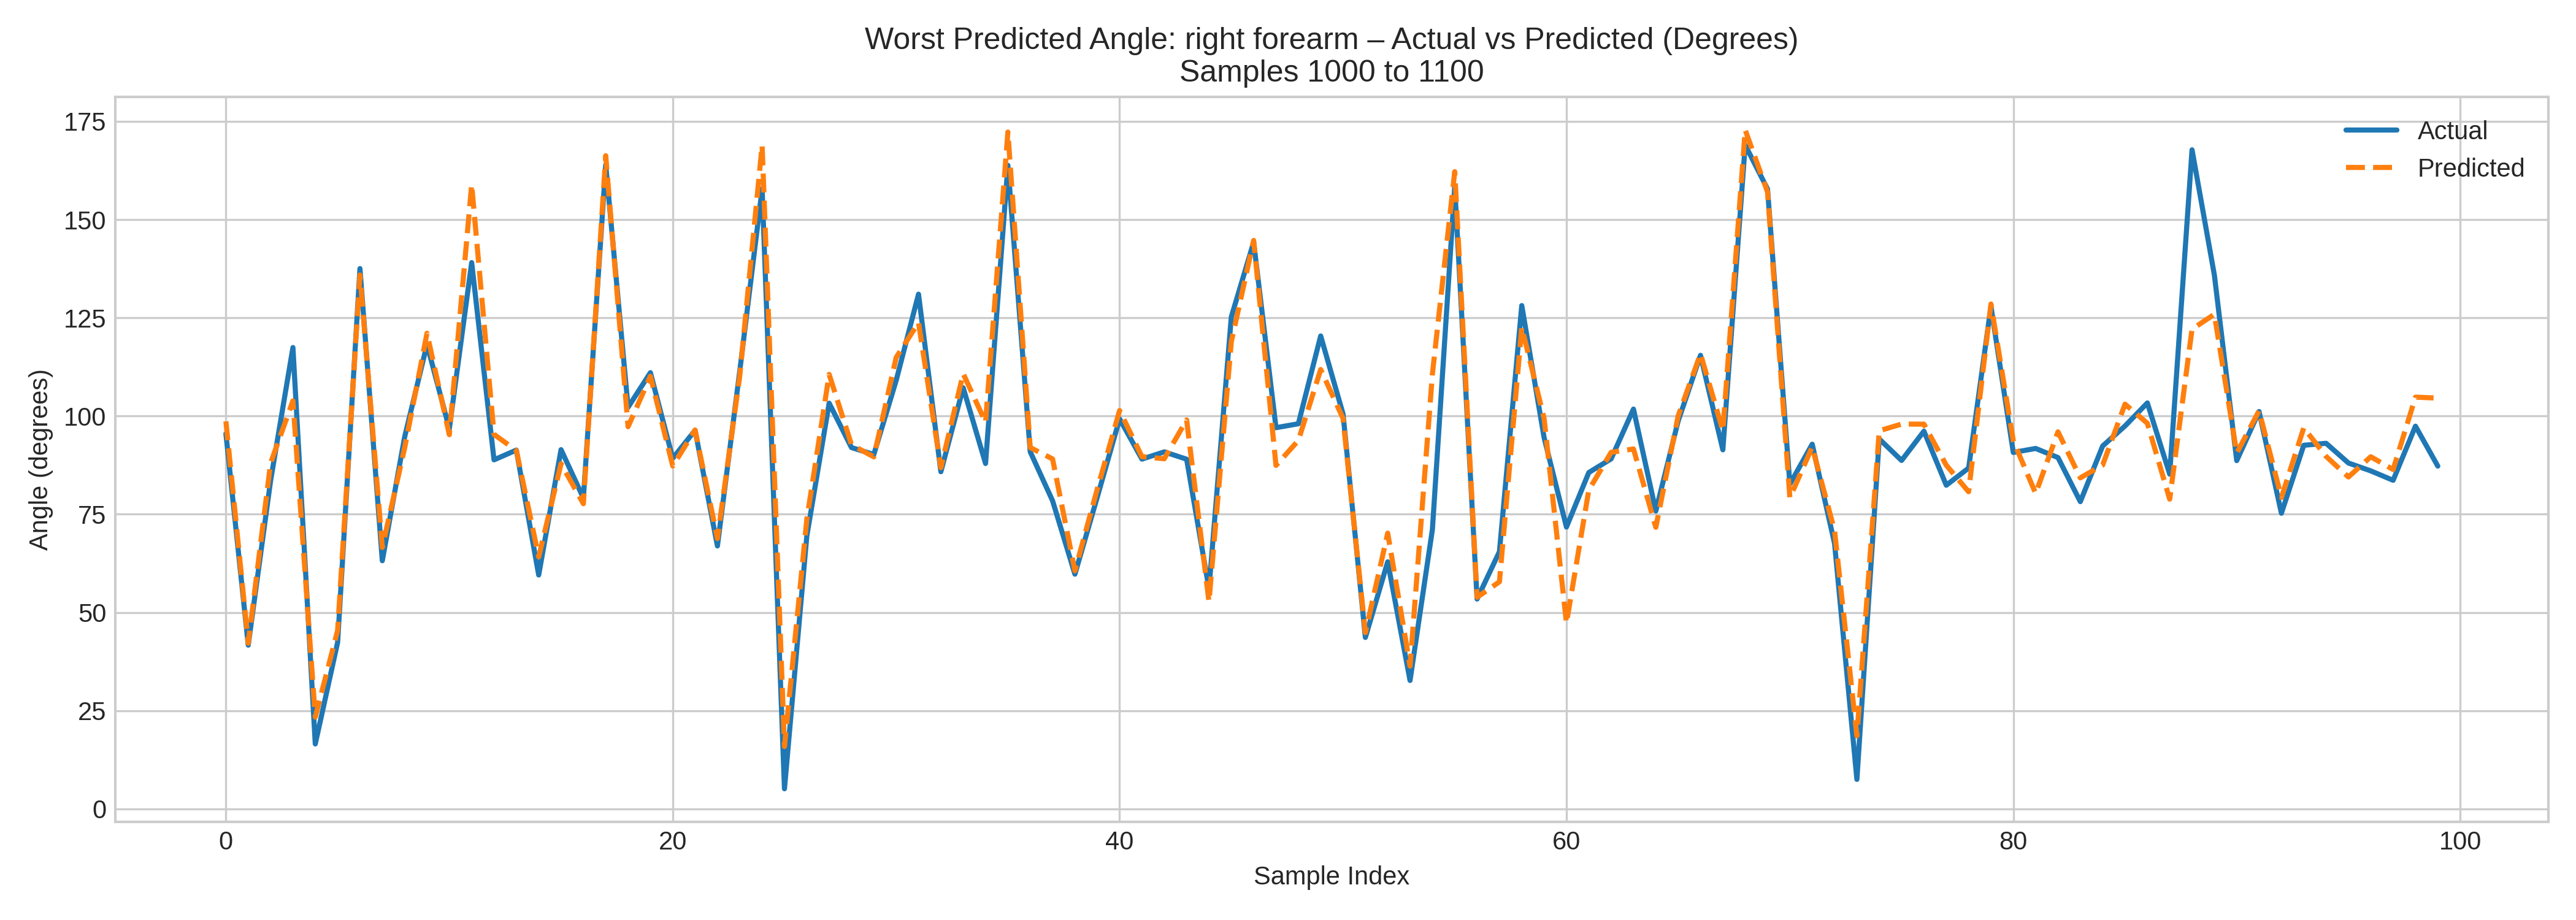 Worst Predicted Angle: right forearm – Actual vs Predicted (Degrees)
Samples 1000 to 1100
175
150
125
100
75
50
25
0
Angle (degrees)
Actual
Predicted
0
20
40
60
80
100
Sample Index